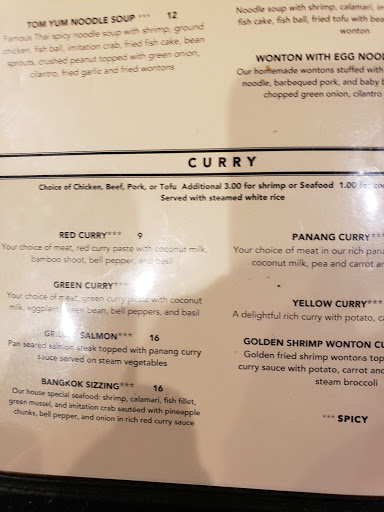 TOM YUM NOODLE SOUP *** 12
Famous Thai spicy noodle soup with shrimp, ground
chicken, fish ball, imitation crab, fried fish cake, bean
sprouts, crushed peanut topped with green onion,
cilantro, fried garlic and fried wontons
Noodle soup with shrimp, calamari,
fish cake, fish ball, fried tofu with
wonton
WONTON WITH EGG
Our homemade wontons stuffed with
noodle, barbequed pork, and baby
chopped green onion, cilantro
CURRY
Choice of Chicken, Beef, Pork, or Tofu Additional 3.00 for shrimp or Seafood 1.00
Served with steamed white rice
RED CURRY*** 9
Your choice of meat, red curry paste with coconut milk,
bamboo shoot, bell pepper, and basil
GREEN CURRY***
Your choice of meat, green curry paste with coconut
milk, eggplant, green bean, bell peppers, and basil
GRILLED SALMON*** 16
Pan seared salmon steak topped with panang curry
sauce served on steam vegetables
BANGKOK SIZZING*** 16
Our house special seafood: shrimp, calamari, fish fillet,
green mussel, and imitation crab sautéed with pineapple
chunks, bell pepper, and onion in rich red curry sauce
PANANG CURRY***
Your choice of meat in our rich
coconut milk, pea and carrot
YELLOW CURRY***
A delightful rich curry with potato,
GOLDEN SHRIMP WONTON
Golden fried shrimp wontons
curry sauce with potato, carrot
steam broccoli
*** SPICY